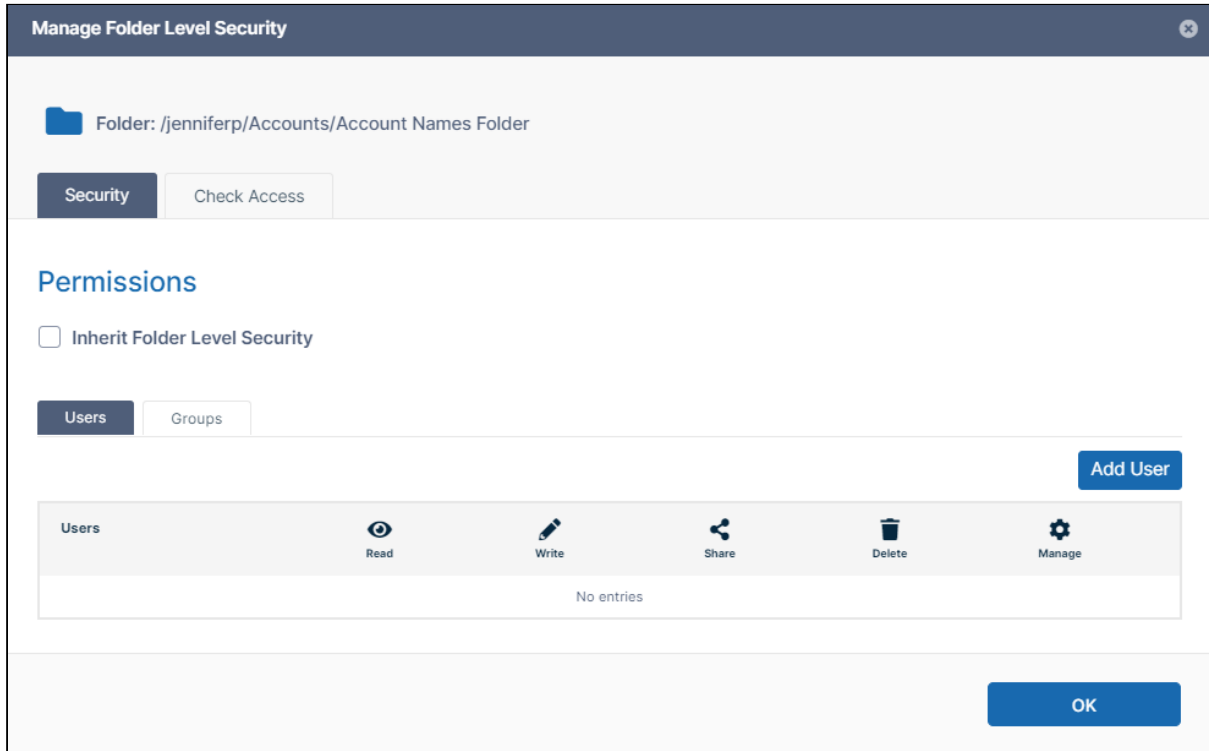 Manage Folder Level Security
Folder: /jenniferp/Accounts/Account Names Folder
Security Check Access
Permissions
Inherit Folder Level Security
Users Groups
Add User
Users Read Write Share Delete Manage
No entries
OK